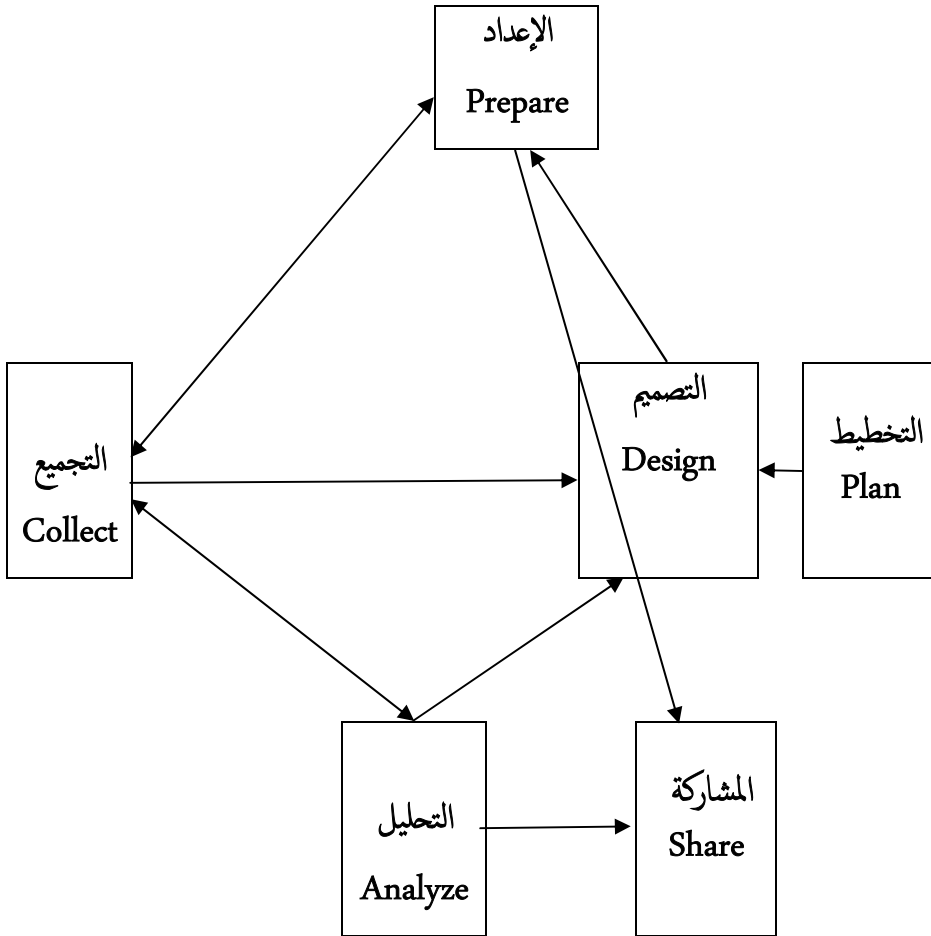 الإعداد
Prepare
التصميم
Design
التخطيط
Plan
التجميع
Collect
المشاركة
Share
التحليل
Analyze